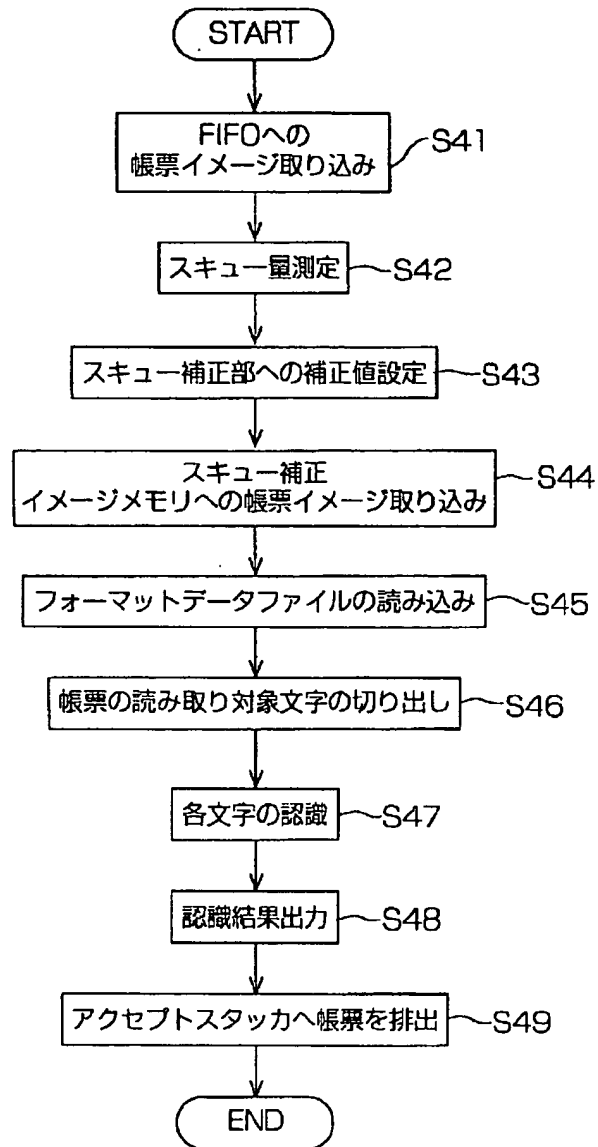 START
FIFOへの
帳票イメージ取り込み
S41
スキュー量測定
S42
スキュー補正部への補正値設定
S43
スキュー補正
イメージメモリへの帳票イメージ取り込み
S44
フォーマットデータファイルの読み込み
S45
帳票の読み取り対象文字の切り出し
S46
各文字の認識
S47
認識結果出力
S48
アクセプトスタッカへ帳票を排出
S49
END